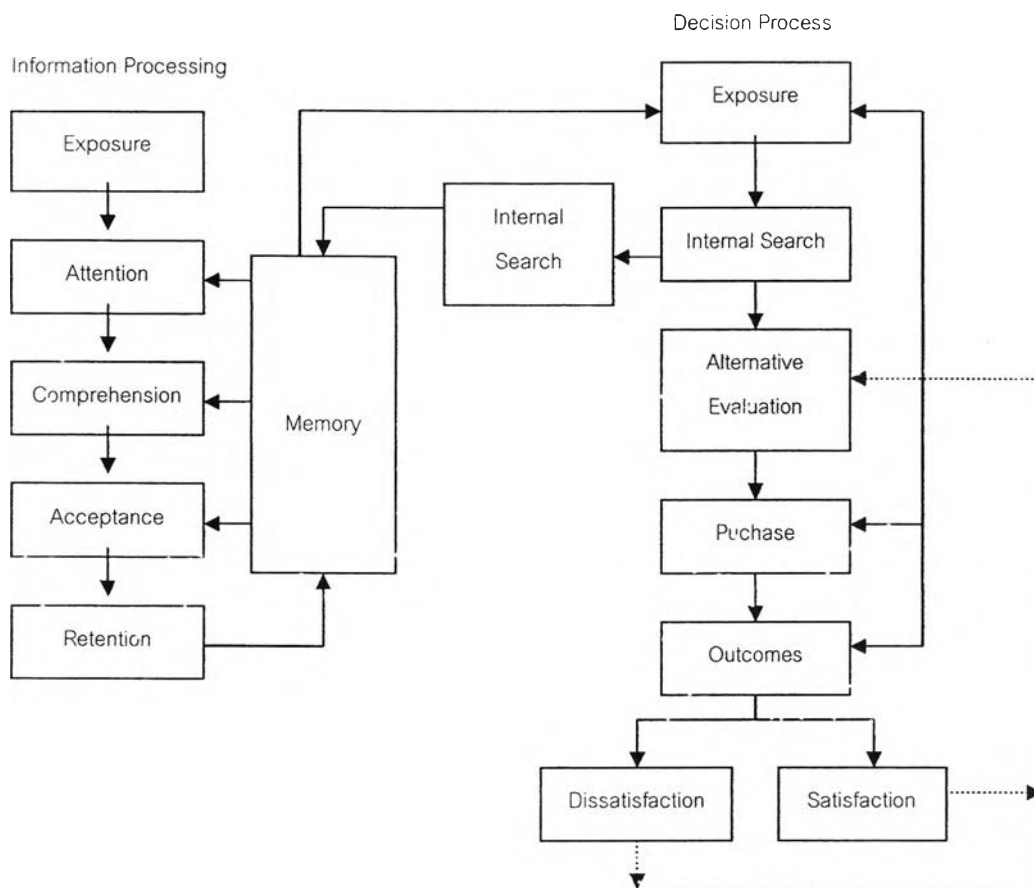 Decision Process
Information Processing
Exposure
Attention
Comprehension
Acceptance
Retention
Memory
Internal
Search
Exposure
Internal Search
Alternative
Evaluation
Puchase
Outcomes
Dissatisfaction
Satisfaction